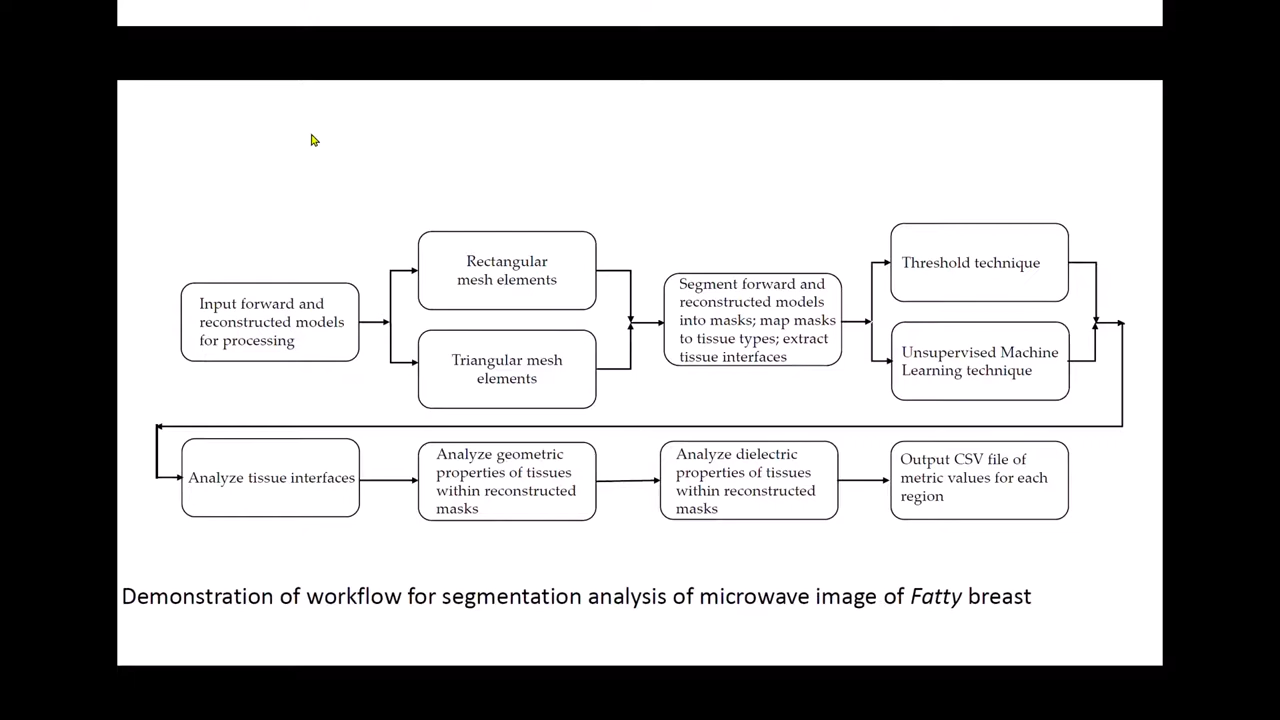 Input forward and
reconstructed models
for processing
Rectangular
mesh elements
Triangular mesh
elements
Segment forward and
reconstructed models
into masks; map masks
to tissue types; extract
tissue interfaces
Threshold technique
Unsupervised Machine
Learning technique
Analyze tissue interfaces
Analyze geometric
properties of tissues
within reconstructed
masks
Analyze dielectric
properties of tissues
within reconstructed
masks
Output CSV file of
metric values for each
region
Demonstration of workflow for segmentation analysis of microwave image of Fatty breast